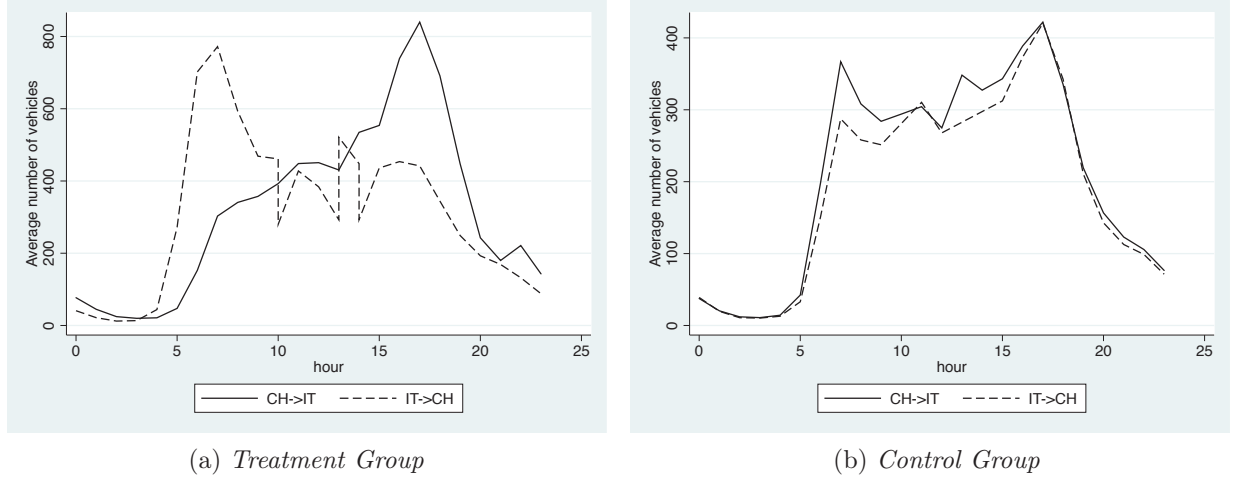 Average number of vehicles
800
600
400
200
0
0 5 10 15 20 25
hour
CH->IT IT->CH
(a) Treatment Group
Average number of vehicles
400
300
200
100
0
0 5 10 15 20 25
hour
CH->IT IT->CH
(b) Control Group